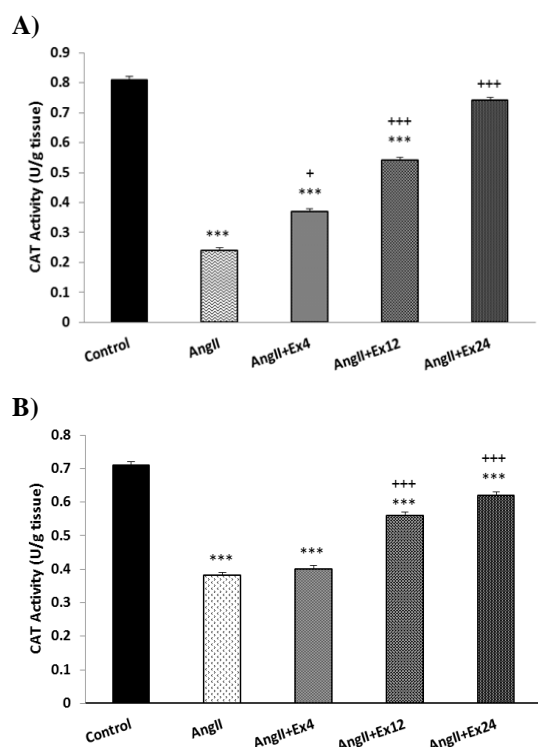 A)
CAT Activity (U/g tissue)
0.9
0.8
0.7
0.6
0.5
0.4
0.3
0.2
0.1
0
***
+
***
+++
***
+++
Control
AngII
AngII+Ex4
AngII+Ex12
AngII+Ex24
B)
CAT Activity (U/g tissue)
0.8
0.7
0.6
0.5
0.4
0.3
0.2
0.1
0
***
***
+++
***
+++
***
Control
AngII
AngII+Ex4
AngII+Ex12
AngII+Ex24